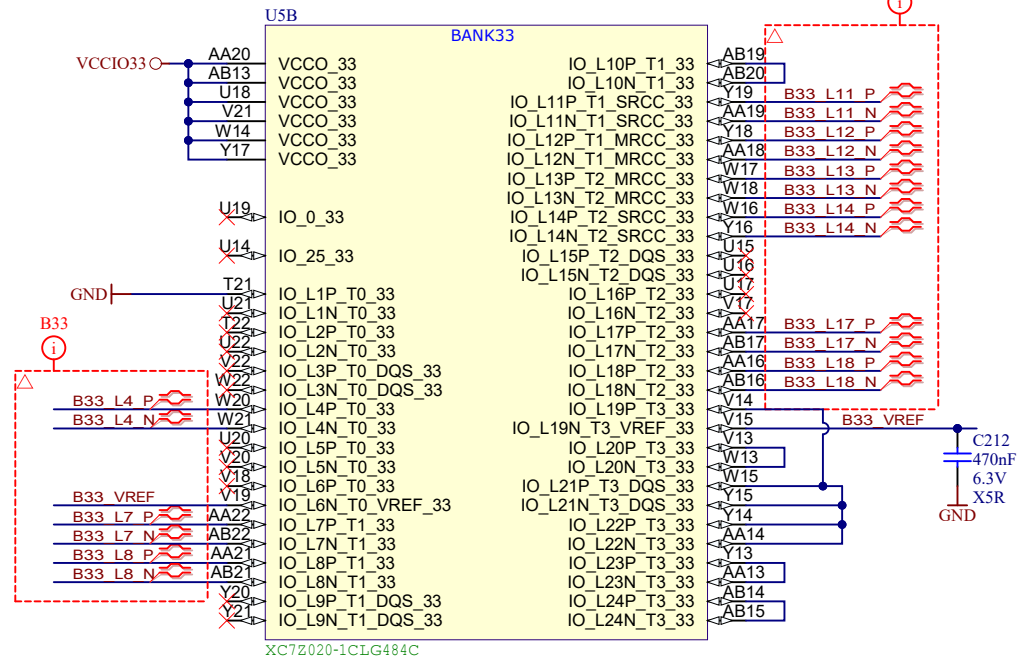 U5B
BANK33
VCCIO33
AA20 VCCO_33
AB13 VCCO_33
U18 VCCO_33
V21 VCCO_33
W14 VCCO_33
Y17 VCCO_33
U19 IO_0_33
U14 IO_25_33
GND T21 IO_L1P_T0_33
U21 IO_L1N_T0_33
T22 IO_L2P_T0_33
U22 IO_L2N_T0_33
V22 IO_L3P_T0_DQS_33
W22 IO_L3N_T0_DQS_33
B33
i
B33_L4_P W20 IO_L4P_T0_33
B33_L4_N W21 IO_L4N_T0_33
U20 IO_L5P_T0_33
V20 IO_L5N_T0_33
V18 IO_L6P_T0_33
B33_VREF V19 IO_L6N_T0_VREF_33
B33_L7_P AA22 IO_L7P_T1_33
B33_L7_N AB22 IO_L7N_T1_33
B33_L8_P AA21 IO_L8P_T1_33
B33_L8_N AB21 IO_L8N_T1_33
Y20 IO_L9P_T1_DQS_33
Y21 IO_L9N_T1_DQS_33
i
IO_L10P_T1_33 AB19
IO_L10N_T1_33 AB20
IO_L11P_T1_SRCC_33 Y19 B33_L11_P
IO_L11N_T1_SRCC_33 AA19 B33_L11_N
IO_L12P_T1_MRCC_33 Y18 B33_L12_P
IO_L12N_T1_MRCC_33 AA18 B33_L12_N
IO_L13P_T2_MRCC_33 W17 B33_L13_P
IO_L13N_T2_MRCC_33 W18 B33_L13_N
IO_L14P_T2_SRCC_33 W16 B33_L14_P
IO_L14N_T2_SRCC_33 Y16 B33_L14_N
IO_L15P_T2_DQS_33 U15
IO_L15N_T2_DQS_33 U16
IO_L16P_T2_33 U17
IO_L16N_T2_33 V17
IO_L17P_T2_33 AA17 B33_L17_P
IO_L17N_T2_33 AB17 B33_L17_N
IO_L18P_T2_33 AA16 B33_L18_P
IO_L18N_T2_33 AB16 B33_L18_N
IO_L19P_T3_33 V14
IO_L19N_T3_VREF_33 V15 B33_VREF
IO_L20P_T3_33 V13
IO_L20N_T3_33 W13
IO_L21P_T3_DQS_33 W15
IO_L21N_T3_DQS_33 Y15
IO_L22P_T3_33 Y14
IO_L22N_T3_33 AA14
IO_L23P_T3_33 Y13
IO_L23N_T3_33 AA13
IO_L24P_T3_33 AB14
IO_L24N_T3_33 AB15
C212
470nF
6.3V
X5R
GND
XC7Z020-1CLG484C